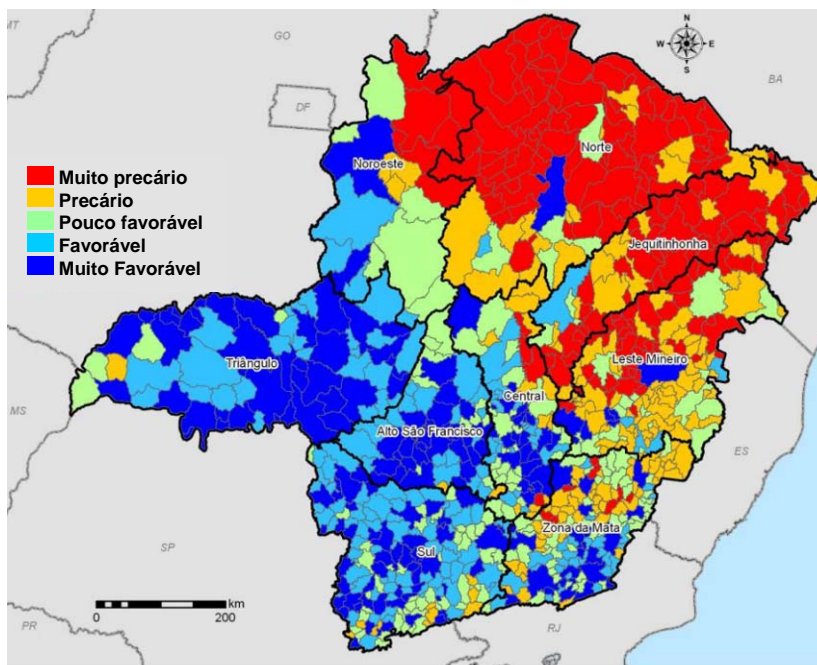 MT
GO
N
W
E
S
BA
DF
Noroeste
Norte
Muito precário
Precário
Pouco favorável
Favorável
Muito Favorável
Jequitinhonha
Triângulo
Leste Mineiro
Central
MS
Alto São Francisco
ES
Zona da Mata
SP
Sul
km
0
200
PR
RJ